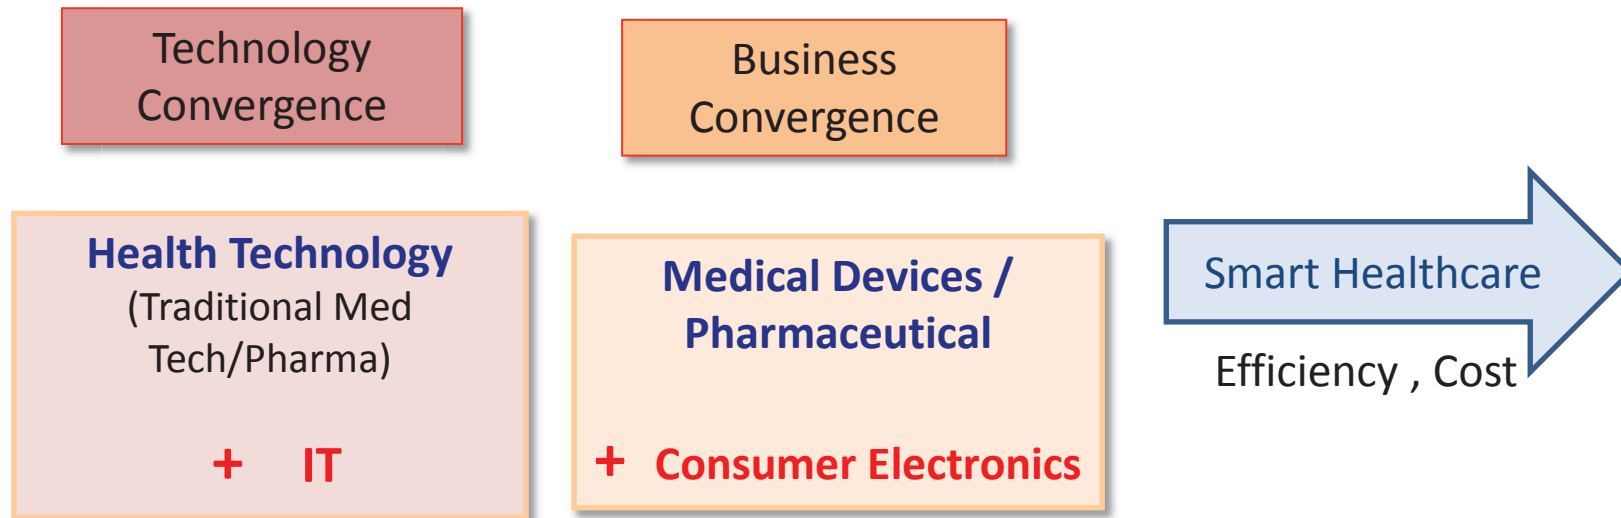 Technology
Convergence
Business
Convergence
Health Technology
(Traditional Med
Tech/Pharma)
+ IT
Medical Devices /
Pharmaceutical
+ Consumer Electronics
Smart Healthcare
Efficiency , Cost